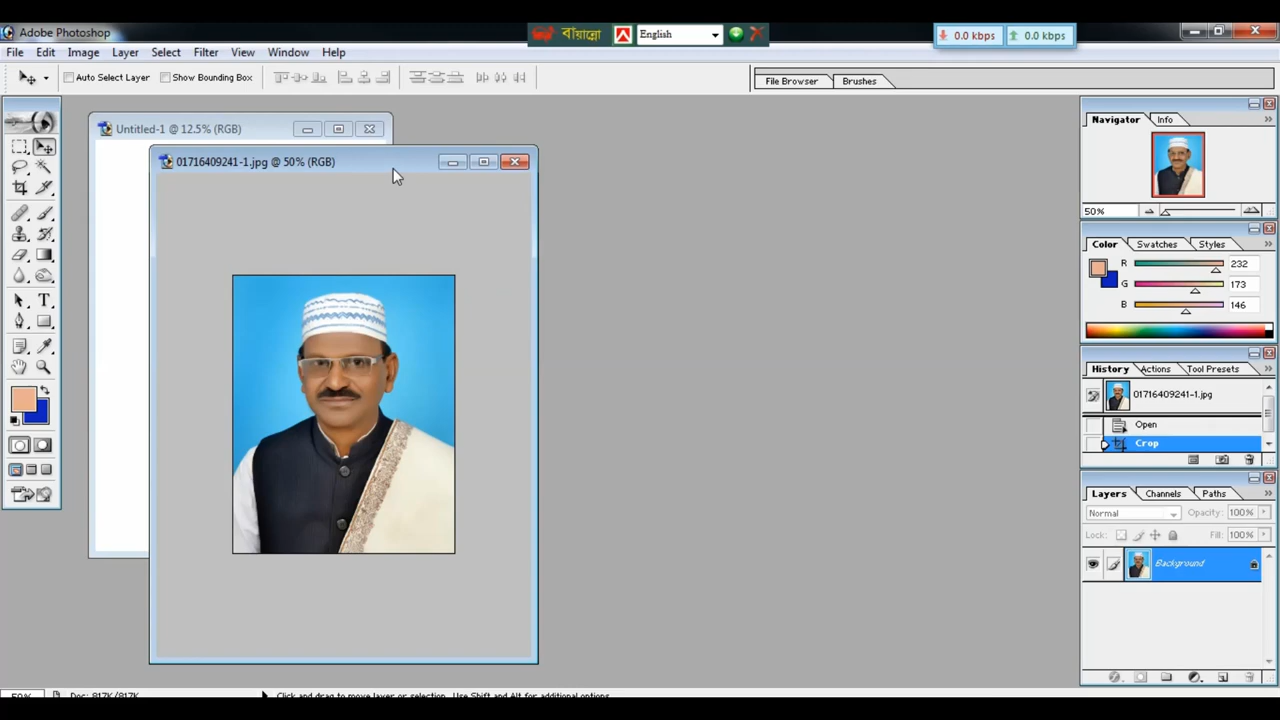 Adobe Photoshop
বায়ান্নো English 0.0 kbps 0.0 kbps
File Edit Image Layer Select Filter View Window Help
Auto Select Layer Show Bounding Box File Browser Brushes
Untitled-1 @ 12.5% (RGB)
01716409241-1.jpg @ 50% (RGB)
Navigator Info
50%
Color Swatches Styles
R 232
G 173
B 146
History Actions Tool Presets
01716409241-1.jpg
Open
Crop
Layers Channels Paths
Normal Opacity: 100%
Lock: Fill: 100%
Background
50% Doc: 817K/817K Click and drag to move layer or selection. Use Shift and Alt for additional options.